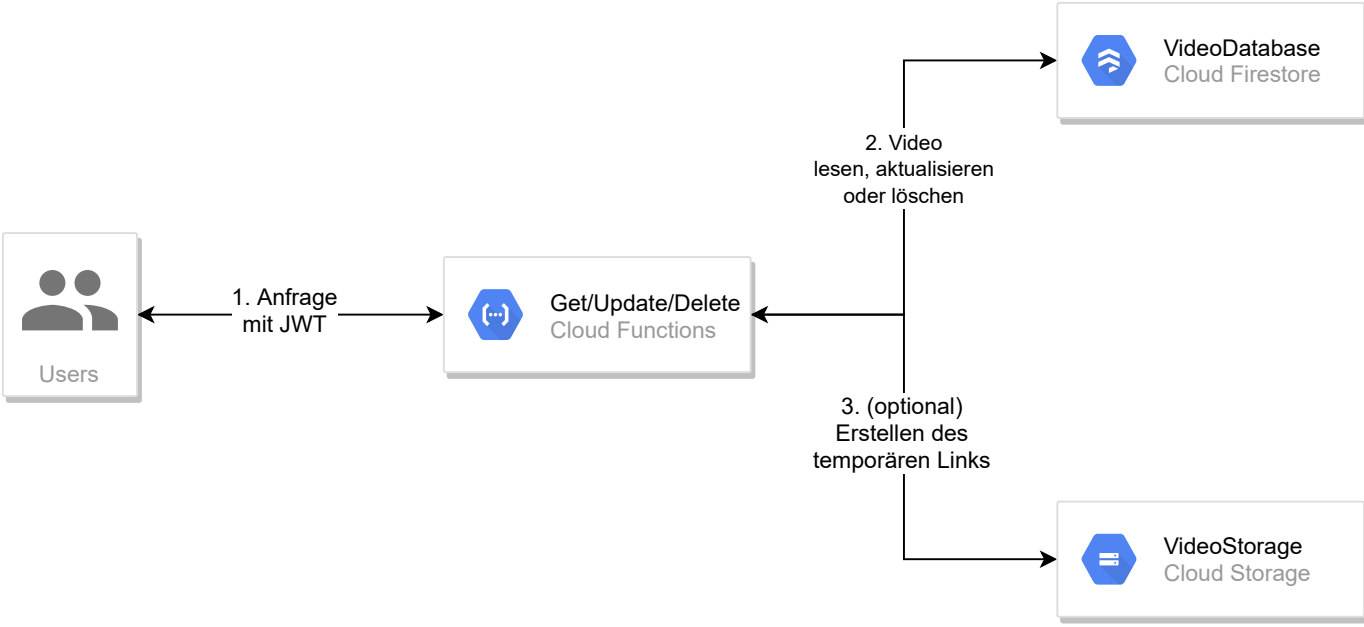 VideoDatabase
Cloud Firestore
2. Video
lesen, aktualisieren
oder löschen
1. Anfrage
mit JWT
Users
Get/Update/Delete
Cloud Functions
3. (optional)
Erstellen des
temporären Links
VideoStorage
Cloud Storage